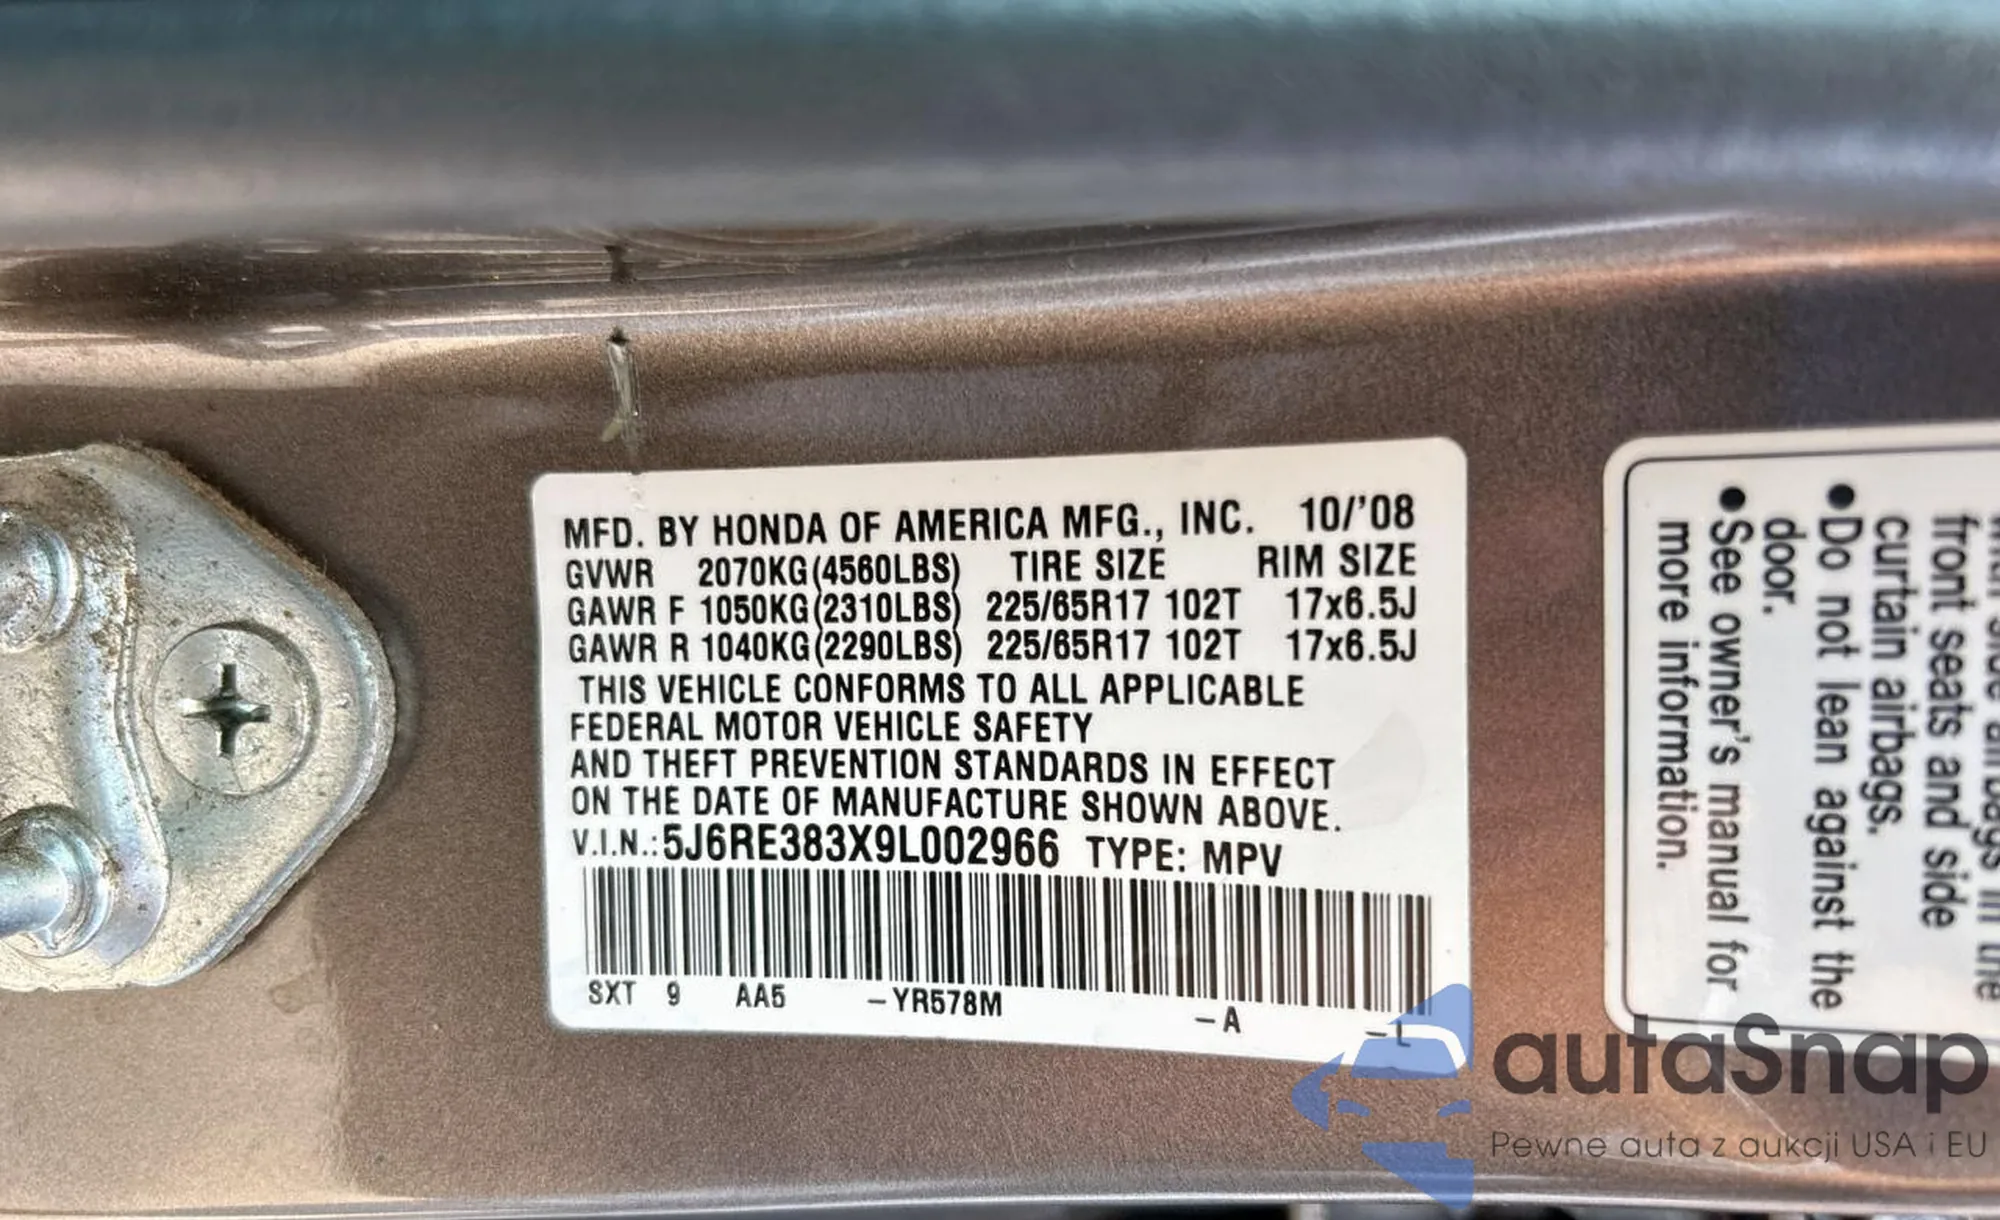 MFD. BY HONDA OF AMERICA MFG., INC. 10/'08
GVWR 2070KG(4560LBS) TIRE SIZE RIM SIZE
GAWR F 1050KG(2310LBS) 225/65R17 102T 17x6.5J
GAWR R 1040KG(2290LBS) 225/65R17 102T 17x6.5J
THIS VEHICLE CONFORMS TO ALL APPLICABLE
FEDERAL MOTOR VEHICLE SAFETY
AND THEFT PREVENTION STANDARDS IN EFFECT
ON THE DATE OF MANUFACTURE SHOWN ABOVE.
V.I.N.: 5J6RE383X9L002966 TYPE: MPV
SXT 9 AA5 -YR578M -A -L
front seats and side
curtain airbags.
●Do not lean against the
door.
●See owner's manual for
more information.
autaSnap
Pewne auta z aukcji USA i EU